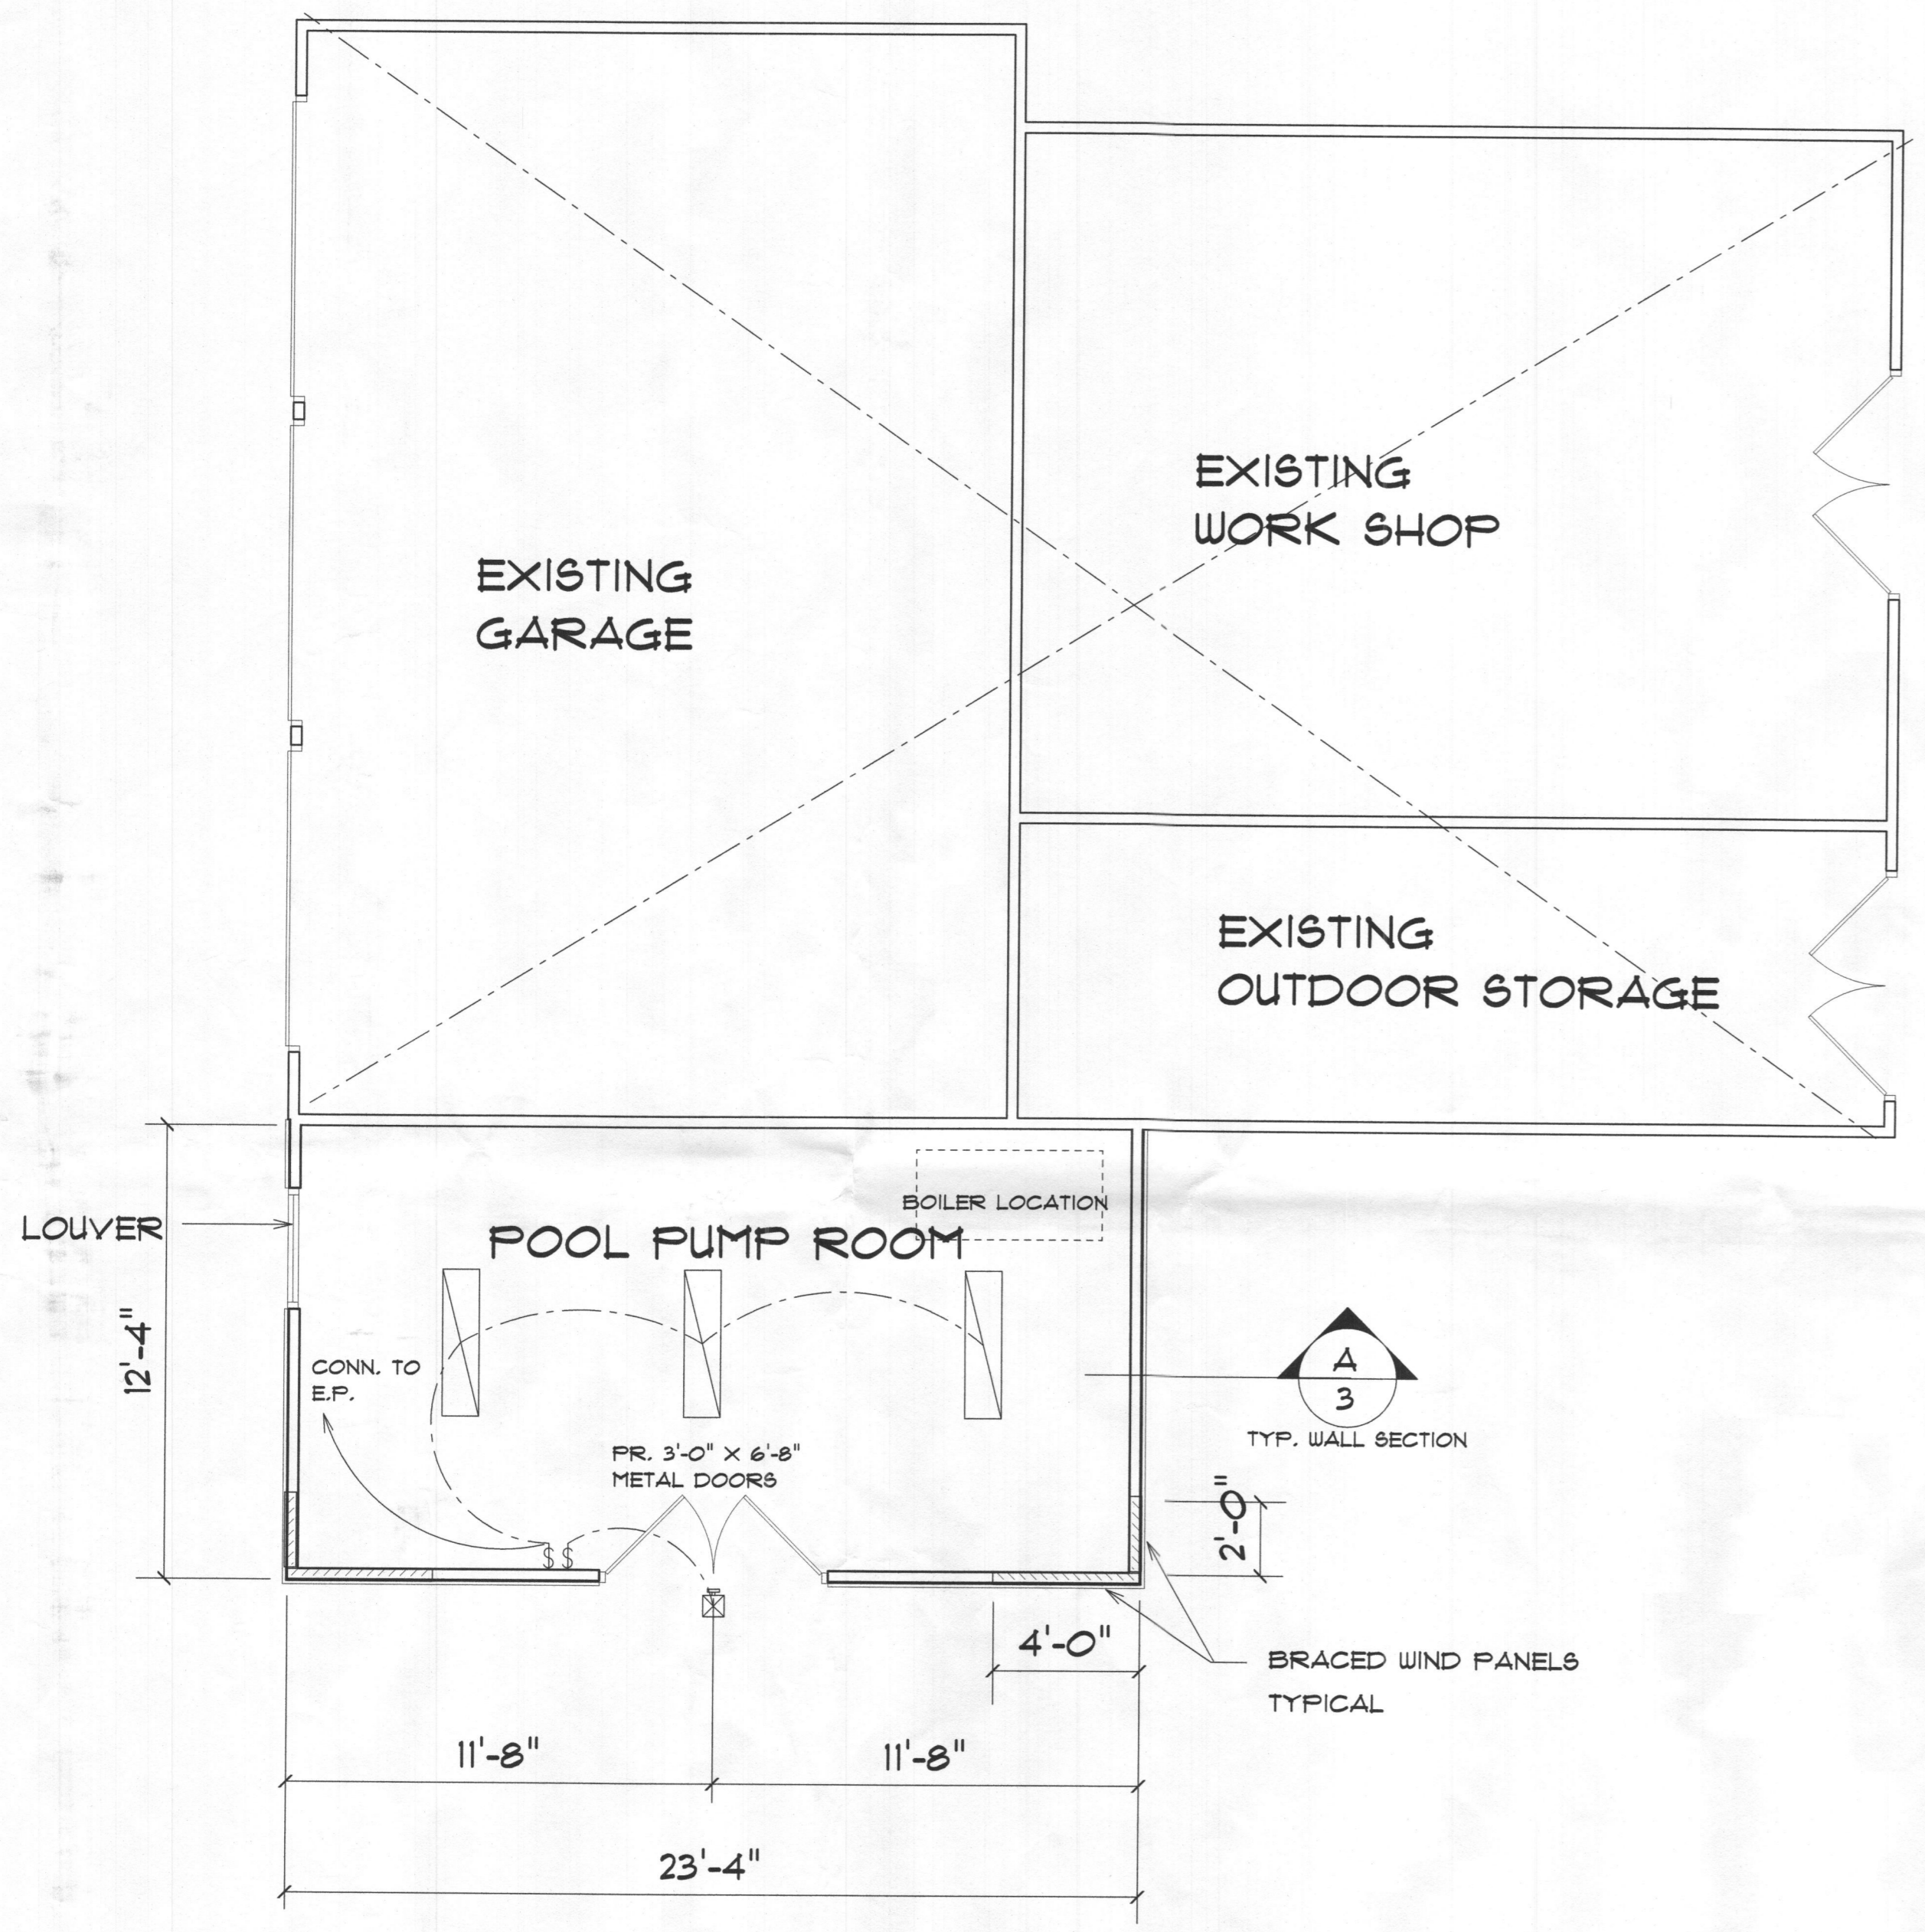 EXISTING
WORK SHOP
EXISTING
GARAGE
EXISTING
OUTDOOR STORAGE
BOILER LOCATION
LOUVER
POOL PUMP ROOM
12'-4"
CONN. TO
E.P.
A
3
TYP. WALL SECTION
PR. 3'-0" X 6'-8"
METAL DOORS
2'-0"
$ $
4'-0"
BRACED WIND PANELS
TYPICAL
11'-8"
11'-8"
23'-4"